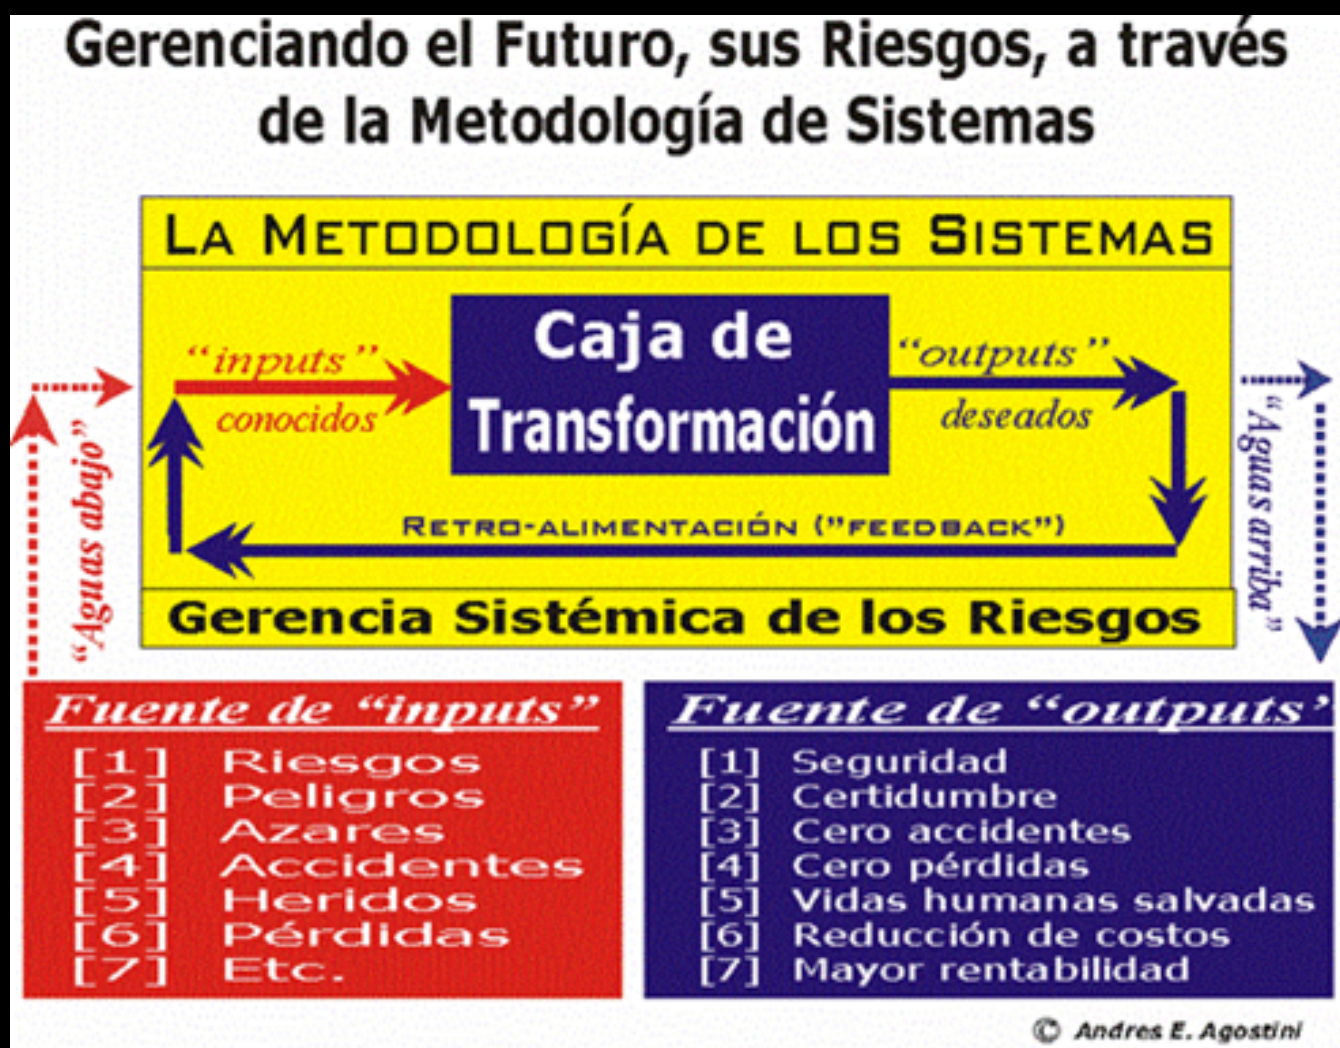 Gerenciando el Futuro, sus Riesgos, a través
de la Metodología de Sistemas
LA METODOLOGÍA DE LOS SISTEMAS
"inputs"
conocidos
Caja de
Transformación
"outputs"
deseados
RETRO-ALIMENTACIÓN ("FEEDBACK")
"Aguas abajo"
"Aguas arriba"
Gerencia Sistémica de los Riesgos
Fuente de "inputs"
[1] Riesgos
[2] Peligros
[3] Azares
[4] Accidentes
[5] Heridos
[6] Pérdidas
[7] Etc.
Fuente de "outputs'
[1] Seguridad
[2] Certidumbre
[3] Cero accidentes
[4] Cero pérdidas
[5] Vidas humanas salvadas
[6] Reducción de costos
[7] Mayor rentabilidad
© Andres E. Agostini